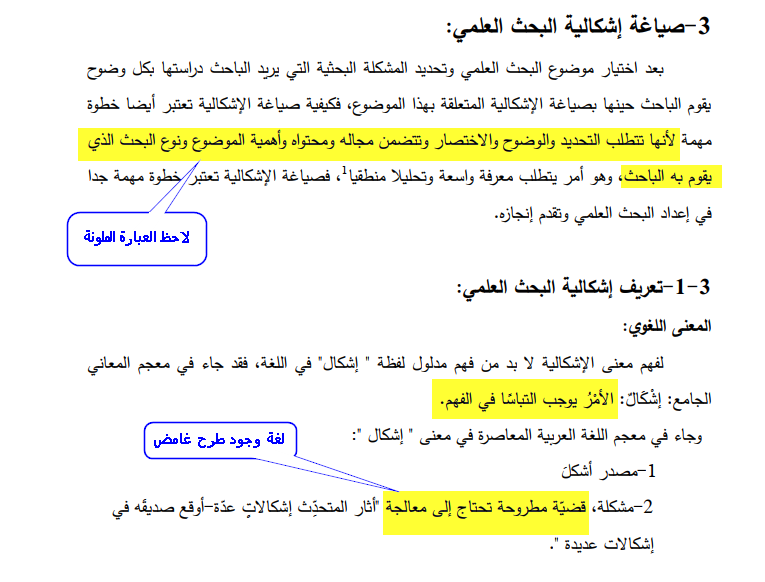 3-صياغة إشكالية البحث العلمي:
بعد اختيار موضوع البحث العلمي وتحديد المشكلة البحثية التي يريد الباحث دراستها بكل وضوح
يقوم الباحث حينها بصياغة الإشكالية المتعلقة بهذا الموضوع، فكيفية صياغة الإشكالية تعتبر أيضا خطوة
مهمة لأنها تتطلب التحديد والوضوح والاختصار وتتضمن مجاله ومحتواه وأهمية الموضوع ونوع البحث الذي
يقوم به الباحث، وهو أمر يتطلب معرفة واسعة وتحليلا منطقيا1، فصياغة الإشكالية تعتبر خطوة مهمة جدا
في إعداد البحث العلمي وتقدم إنجازه.
لاحظ العبارة الملونة
3-1-تعريف إشكالية البحث العلمي:
المعنى اللغوي:
لفهم معنى الإشكالية لا بد من فهم مدلول لفظة " إشكال" في اللغة، فقد جاء في معجم المعاني
الجامع: إشْكَالٌ: الأمْرُ يوجب التباسًا في الفهم.
وجاء في معجم اللغة العربية المعاصرة في معنى " إشكال ":
لغة وجود طرح غامض
1-مصدر أشكلَ
2-مشكلة، قضيّة مطروحة تحتاج إلى معالجة "أثار المتحدِّث إشكالاتٍ عدّة-أوقع صديقَه في
إشكالات عديدة ".